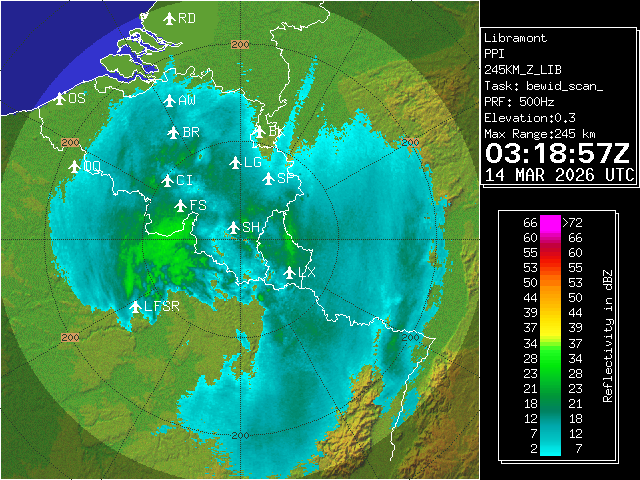 RD
200
OS
AW
BR
BE
200
200
OO
LG
CI
SP
FS
SH
LX
LFSR
200
200
200
Libramont
PPI
245KM_Z_LIB
Task: bewid_scan_
PRF: 500Hz
Elevation:0.3
Max Range:245 km
03:18:57Z
14 MAR 2026 UTC
66 >72
60 66
55 60
53 55
50 53
44 50
39 44
37 39
34 37
28 34
23 28
21 23
18 21
12 18
7 12
2 7
Reflectivity in dBZ